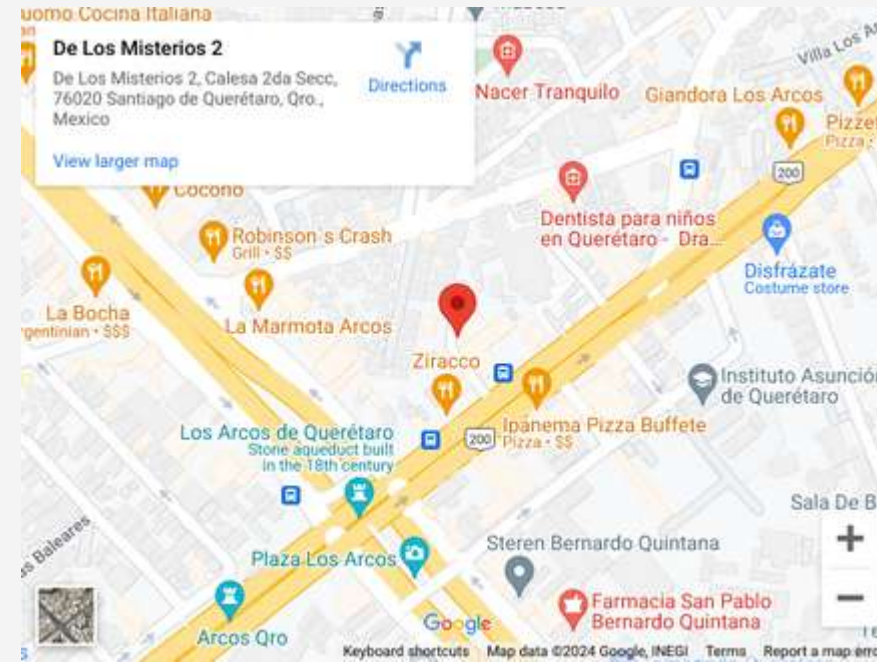 uomo Cocina Italiana
De Los Misterios 2
De Los Misterios 2, Calesa 2da Secc,
76020 Santiago de Querétaro, Qro.,
Mexico
Directions
View larger map
Nacer Tranquilo
Villa Los Ar
Giandora Los Arcos
Pizze
Pizza
200
Cocono
Robinson s Crash
Grill • $$
Dentista para niños
en Querétaro - Dra...
Disfrázate
Costume store
La Bocha
gentinian • $$$
La Marmota Arcos
Ziracco
Instituto Asunció
de Querétaro
Ipanema Pizza Buffete
Pizza • $$
200
Los Arcos de Querétaro
Stone aqueduct built
in the 18th century
Sala De B
s Baleares
Plaza Los Arcos
Steren Bernardo Quintana
Farmacia San Pablo
Bernardo Quintana
Arcos Qro
Google
+
−
Keyboard shortcuts
Map data ©2024 Google, INEGI
Terms
Report a map erro